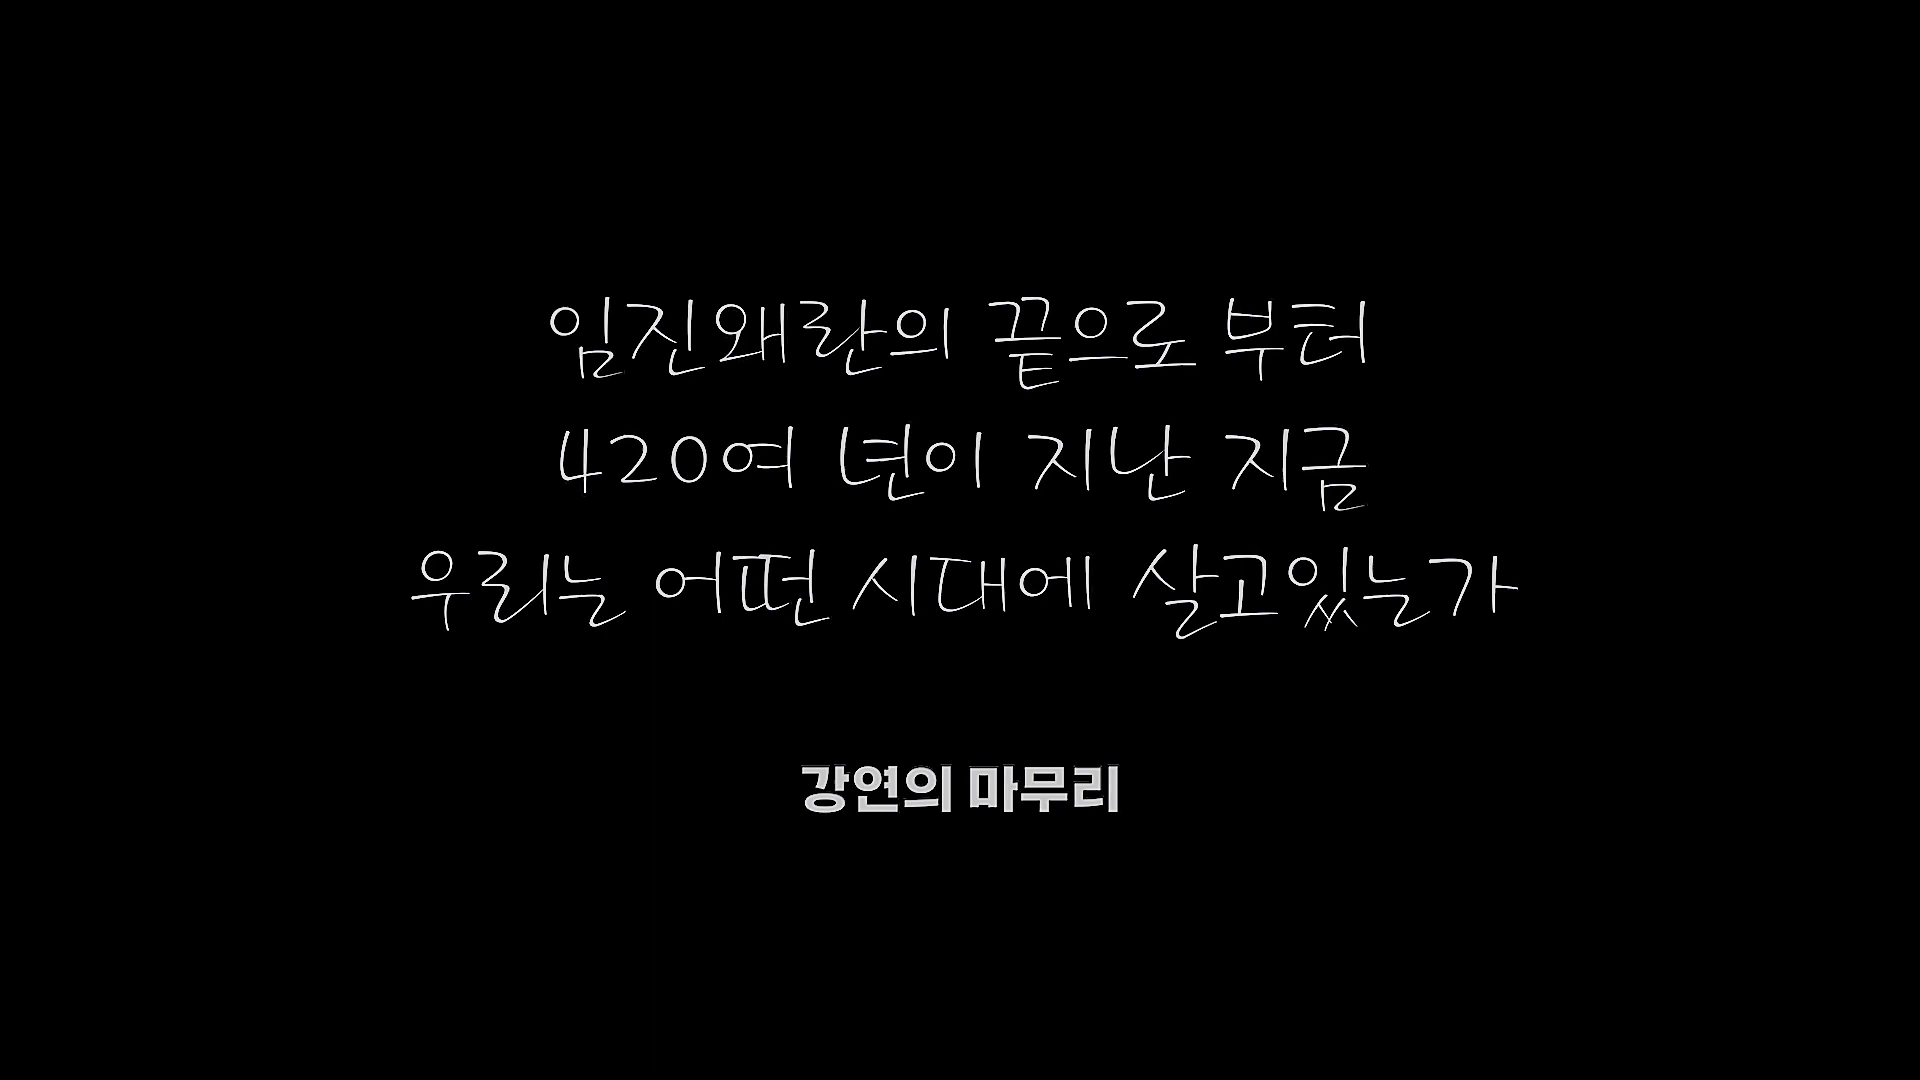 임진왜란의 끝으로 부터
420여 년이 지난 지금
우리는 어떤 시대에 살고있는가
강연의 마무리